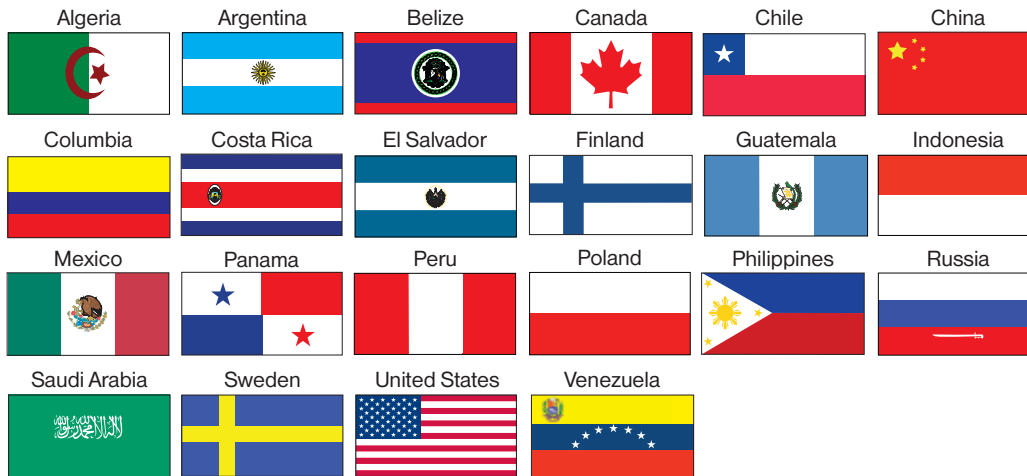 Algeria Argentina Belize Canada Chile China
Columbia Costa Rica El Salvador Finland Guatemala Indonesia
Mexico Panama Peru Poland Philippines Russia
Saudi Arabia Sweden United States Venezuela